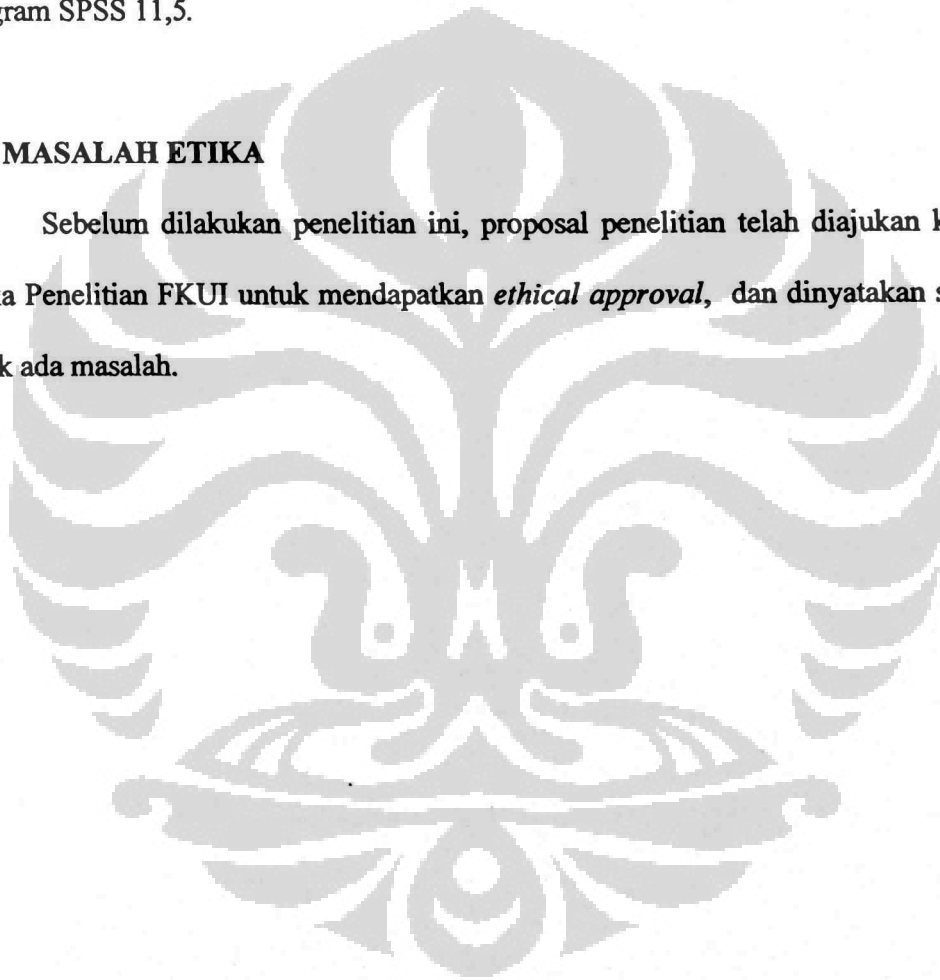 gram SPSS 11,5.
MASALAH ETIKA
Sebelum dilakukan penelitian ini, proposal penelitian telah diajukan k
a Penelitian FKUI untuk mendapatkan ethical approval, dan dinyatakan s
k ada masalah.